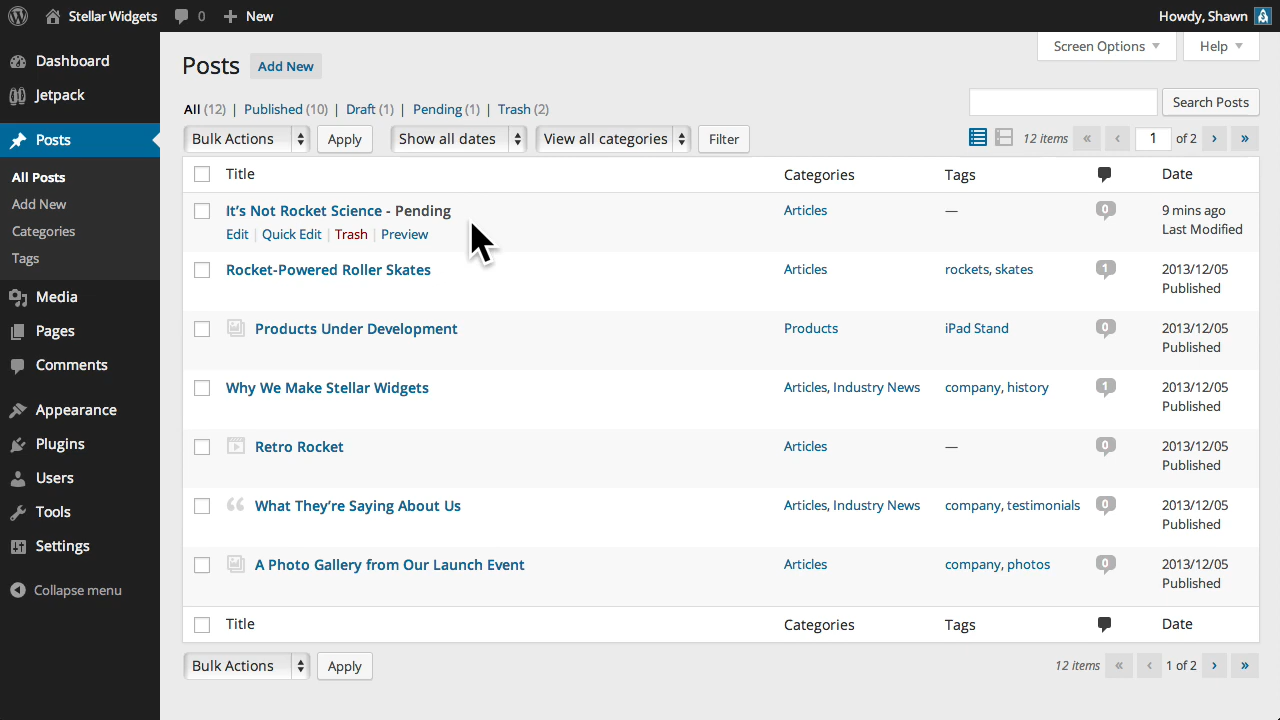 Stellar Widgets 0 New Howdy, Shawn
Dashboard
Jetpack
Posts
All Posts
Add New
Categories
Tags
Media
Pages
Comments
Appearance
Plugins
Users
Tools
Settings
Collapse menu
Screen Options Help
Posts Add New
All (12) | Published (10) | Draft (1) | Pending (1) | Trash (2)
Search Posts
Bulk Actions Apply Show all dates View all categories Filter 12 items « ‹ 1 of 2 › »
Title Categories Tags Date
It's Not Rocket Science - Pending Articles — 0 9 mins ago
Last Modified
Edit | Quick Edit | Trash | Preview
Rocket-Powered Roller Skates Articles rockets, skates 1 2013/12/05
Published
Products Under Development Products iPad Stand 0 2013/12/05
Published
Why We Make Stellar Widgets Articles, Industry News company, history 1 2013/12/05
Published
Retro Rocket Articles — 0 2013/12/05
Published
What They're Saying About Us Articles, Industry News company, testimonials 0 2013/12/05
Published
A Photo Gallery from Our Launch Event Articles company, photos 0 2013/12/05
Published
Title Categories Tags Date
Bulk Actions Apply 12 items « ‹ 1 of 2 › »